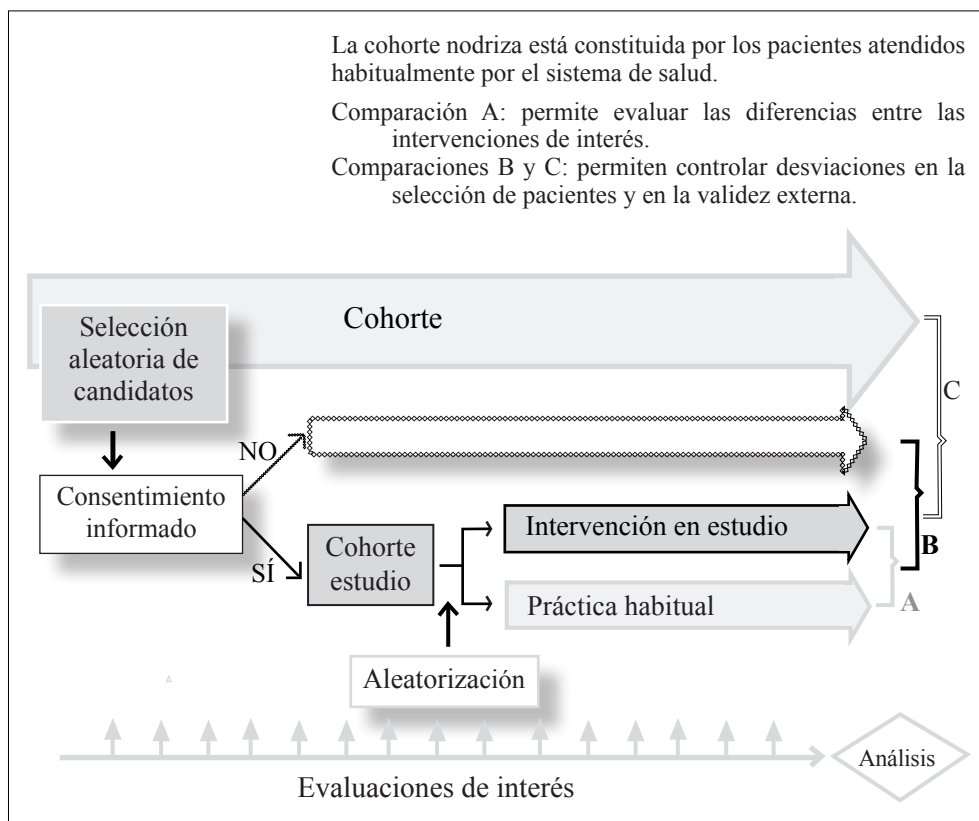 La cohorte nodriza está constituida por los pacientes atendidos
habitualmente por el sistema de salud.
Comparación A: permite evaluar las diferencias entre las
intervenciones de interés.
Comparaciones B y C: permiten controlar desviaciones en la
selección de pacientes y en la validez externa.
Cohorte
Selección
aleatoria de
candidatos
C
NO
Consentimiento
informado
SÍ
Cohorte
estudio
Intervención en estudio
B
Práctica habitual
A
Aleatorización
Evaluaciones de interés
Análisis